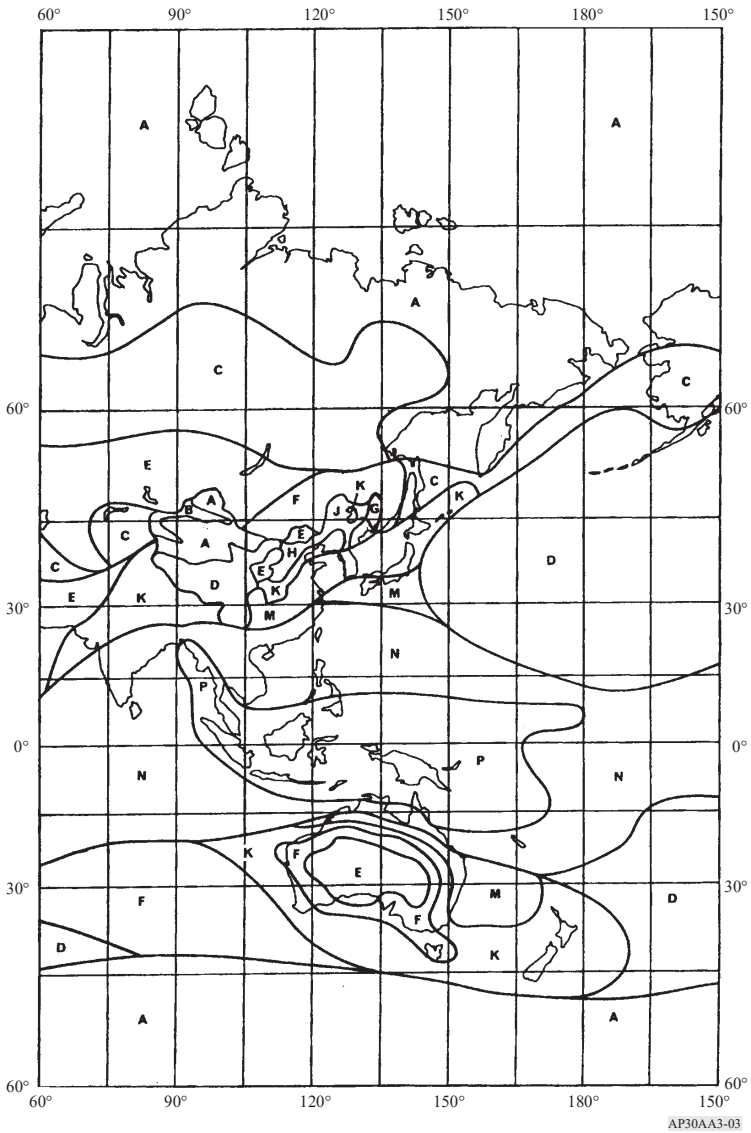 60° 90° 120° 150° 180° 150°
A A
A
C C
60° 60°
E K C
A F K
B J G
C E
A H
C E D
D K
E K M M
30° 30°
N
P
0° 0°
P
N N
K F
E
M
30° 30°
F D
F
D K
A A
60° 60°
60° 90° 120° 150° 180° 150°
AP30AA3-03